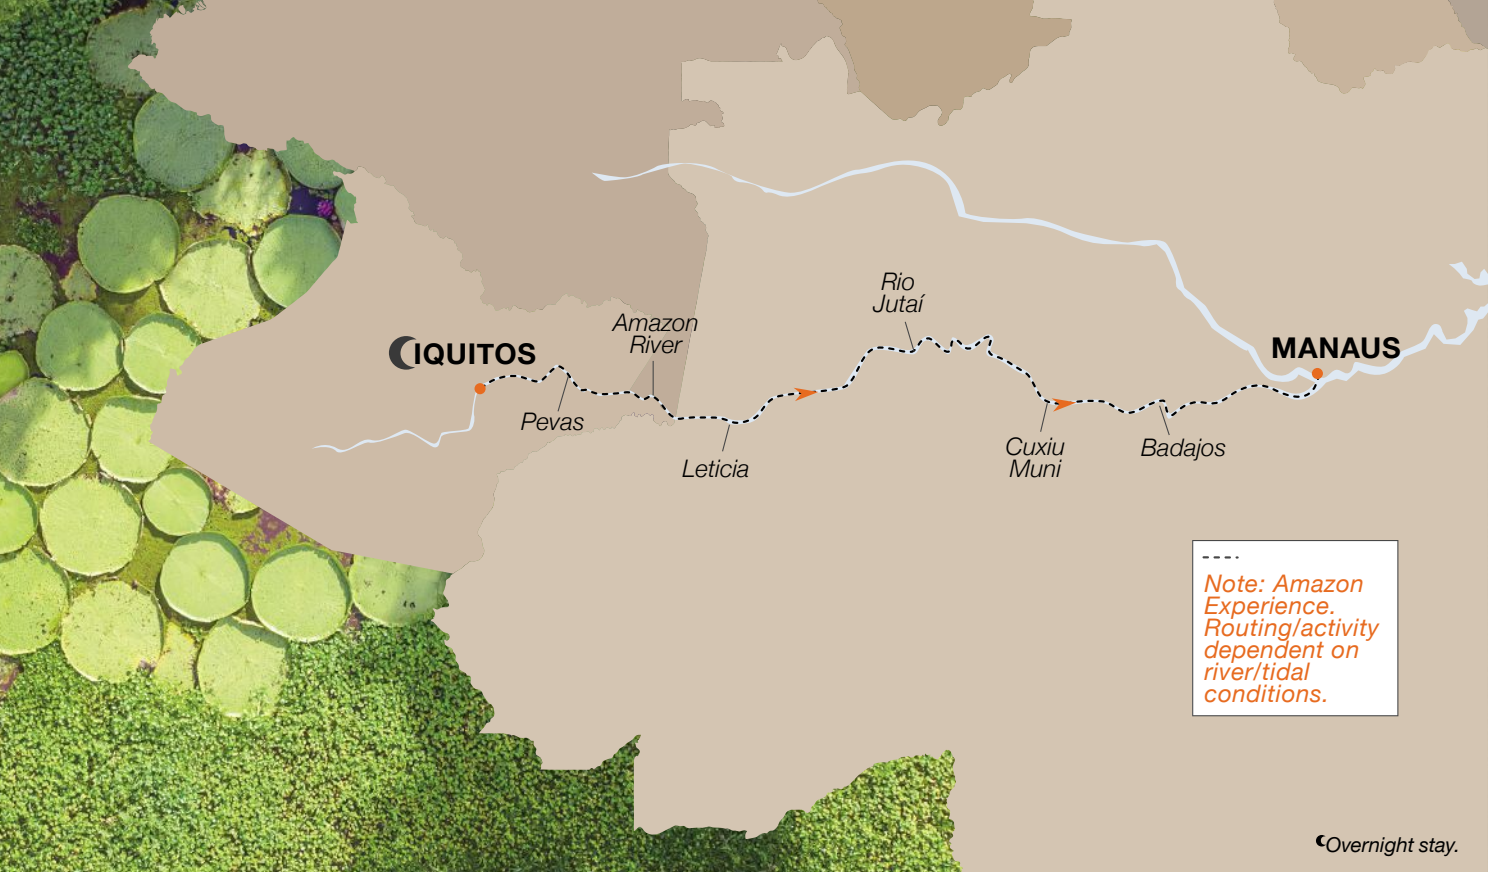 Rio
Jutaí
Amazon
River
IQUITOS
MANAUS
Pevas
Leticia
Cuxiu
Muni
Badajos
Note: Amazon
Experience.
Routing/activity
dependent on
river/tidal
conditions.
Overnight stay.